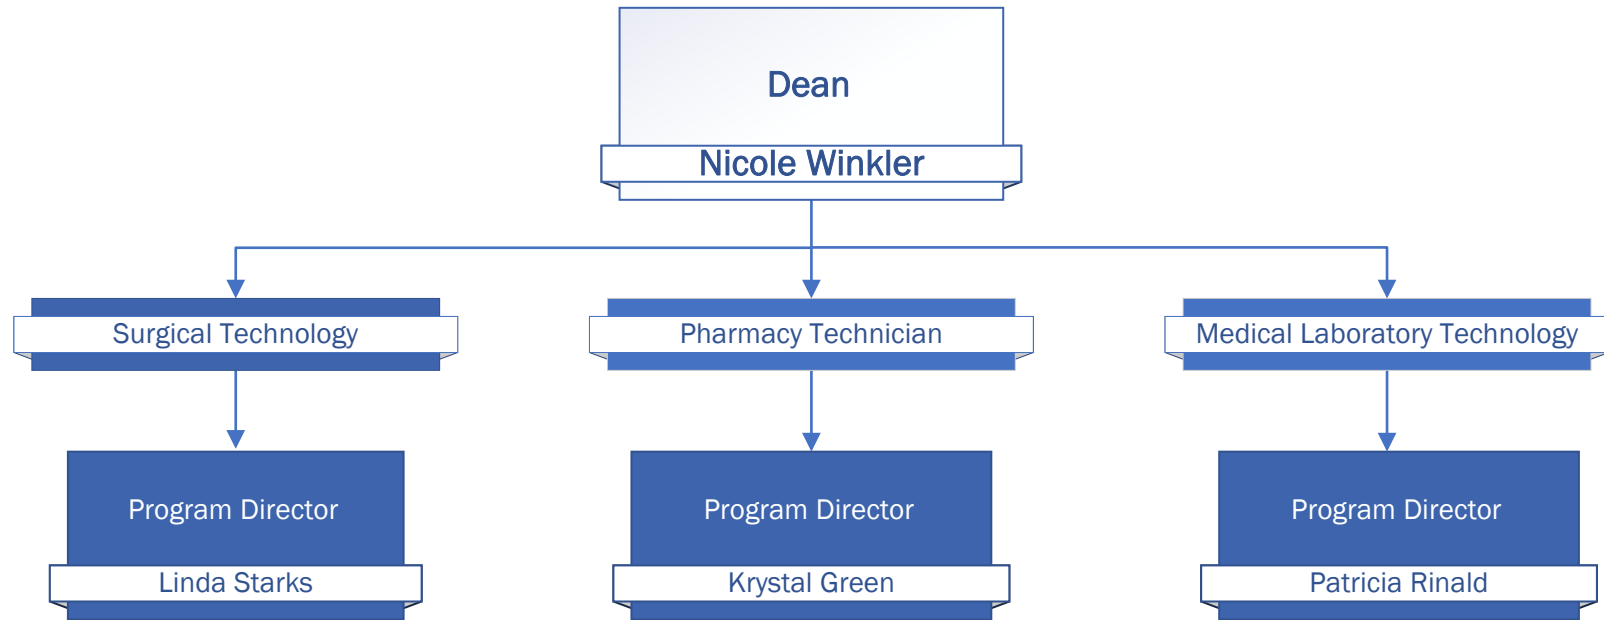 Dean
Nicole Winkler
Surgical Technology
Pharmacy Technician
Medical Laboratory Technology
Program Director
Linda Starks
Program Director
Krystal Green
Program Director
Patricia Rinald